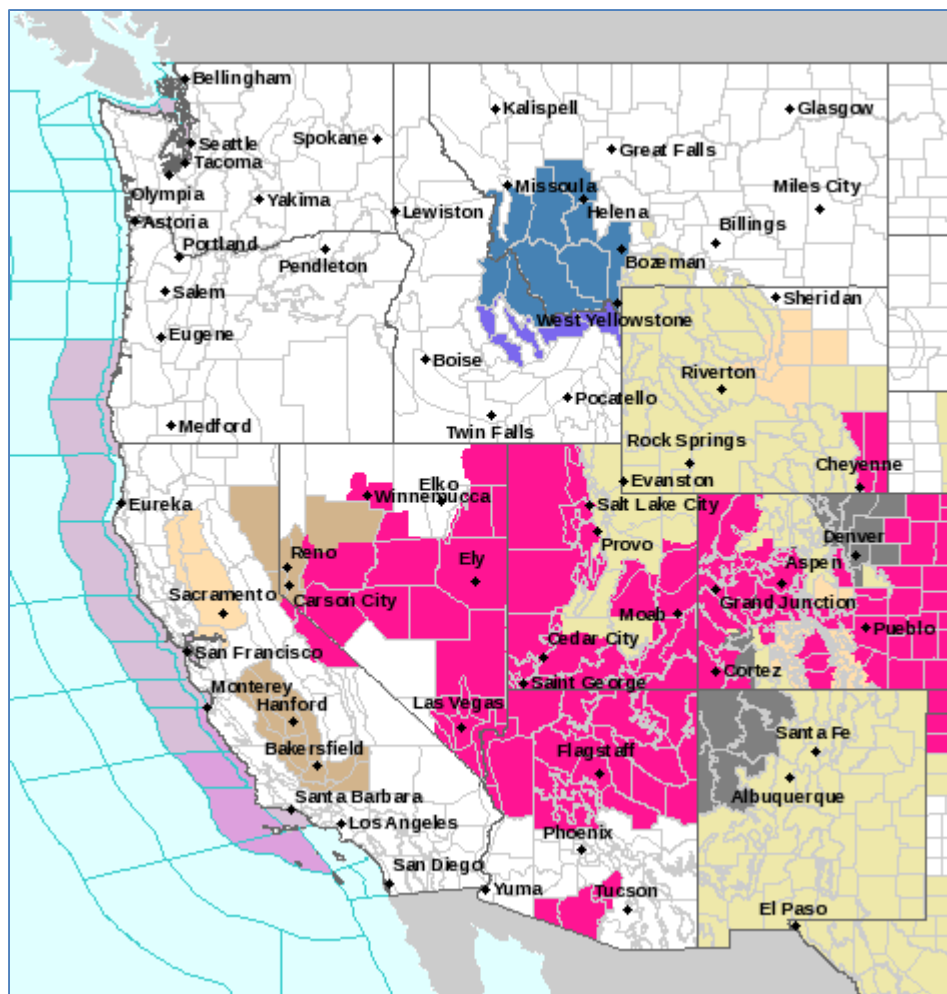 Bellingham
Kalispell
Glasgow
Seattle
Spokane
Great Falls
Tacoma
Missoula
Miles City
Olympia
Yakima
Helena
Lewiston
Astoria
Billings
Portland
Bozeman
Pendleton
Salem
Sheridan
West Yellowstone
Eugene
Boise
Riverton
Pocatello
Medford
Twin Falls
Rock Springs
Cheyenne
Elko
Evanston
Winnemucca
Eureka
Salt Lake City
Provo
Denver
Reno
Ely
Aspen
Sacramento
Carson City
Moab
Grand Junction
Pueblo
Cedar City
San Francisco
Cortez
Saint George
Monterey
Hanford
Las Vegas
Bakersfield
Flagstaff
Santa Fe
Albuquerque
Santa Barbara
Los Angeles
Phoenix
San Diego
Yuma
Tucson
El Paso